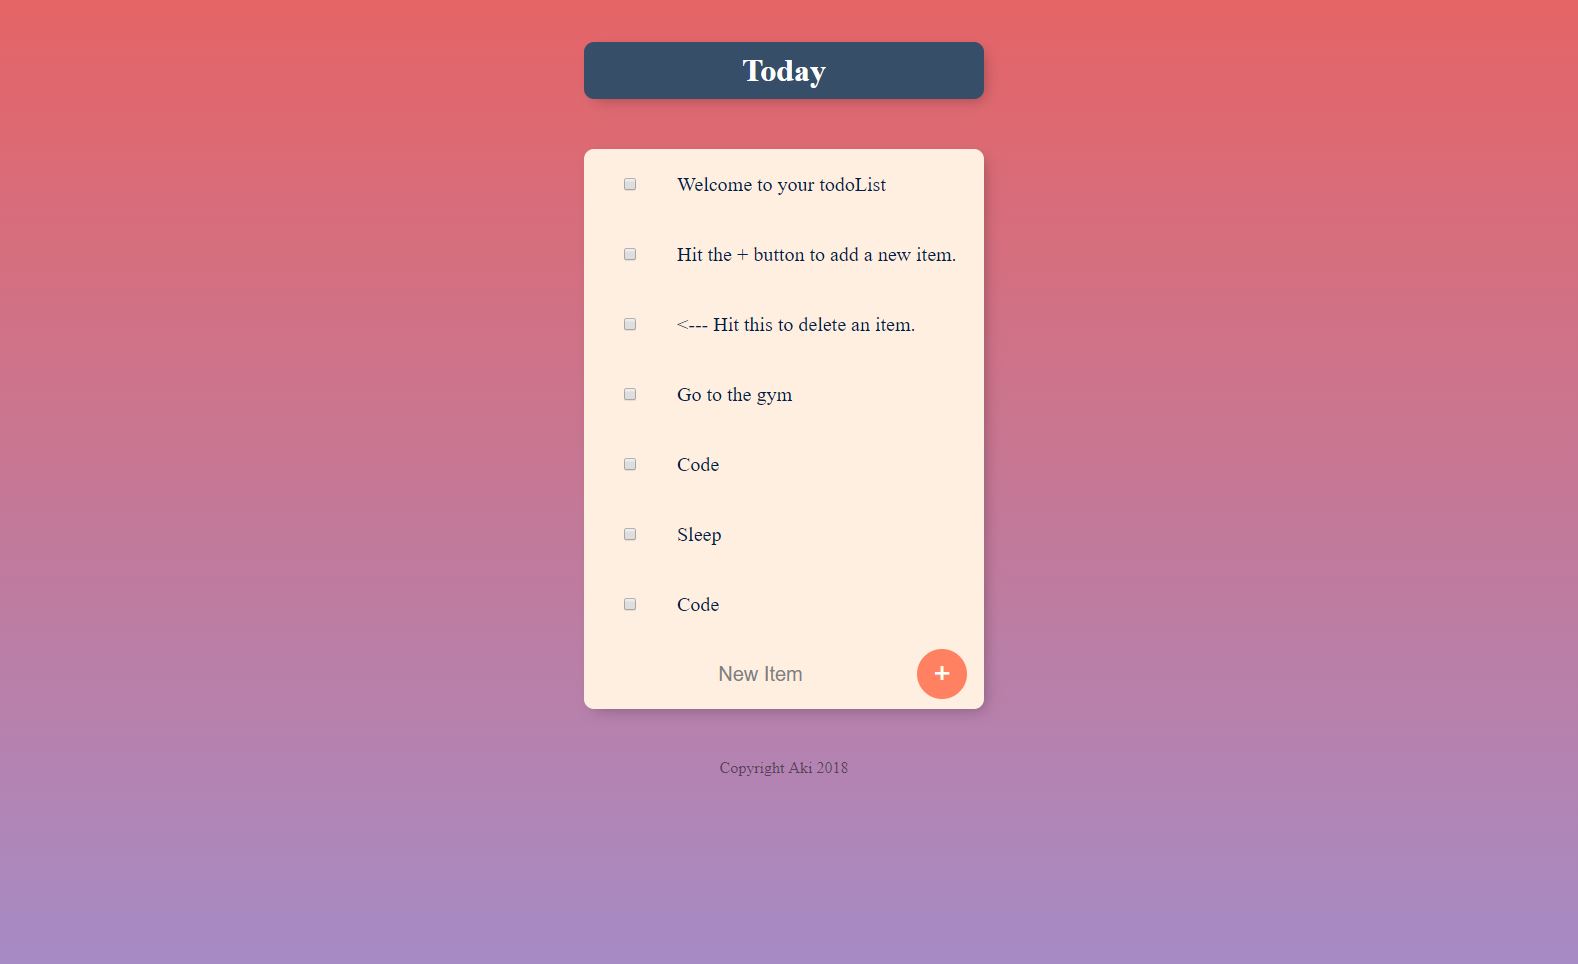 Today
Welcome to your todoList
Hit the + button to add a new item.
<--- Hit this to delete an item.
Go to the gym
Code
Sleep
Code
New Item +
Copyright Aki 2018